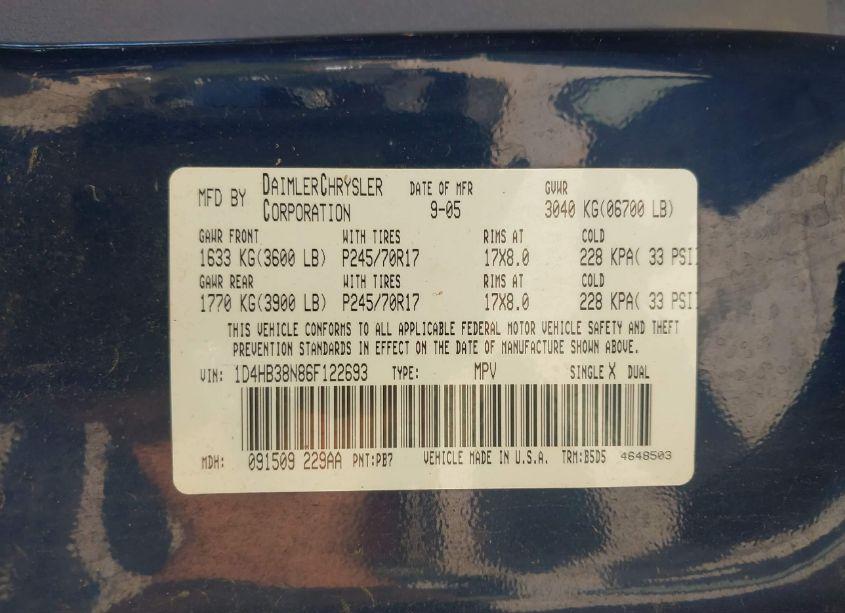 MFD BY DAIMLERCHRYSLER CORPORATION DATE OF MFR 9-05 GVWR 3040 KG(06700 LB)
GAWR FRONT WITH TIRES RIMS AT COLD
1633 KG(3600 LB) P245/70R17 17X8.0 228 KPA( 33 PSI
GAWR REAR WITH TIRES RIMS AT COLD
1770 KG(3900 LB) P245/70R17 17X8.0 228 KPA( 33 PSI
THIS VEHICLE CONFORMS TO ALL APPLICABLE FEDERAL MOTOR VEHICLE SAFETY AND THEFT
PREVENTION STANDARDS IN EFFECT ON THE DATE OF MANUFACTURE SHOWN ABOVE.
VIN: 1D4HB38N86F122693 TYPE: MPV SINGLE X DUAL
MDH: 091509 229AA PNT:PB7 VEHICLE MADE IN U.S.A. TRM:B5D5 4648503